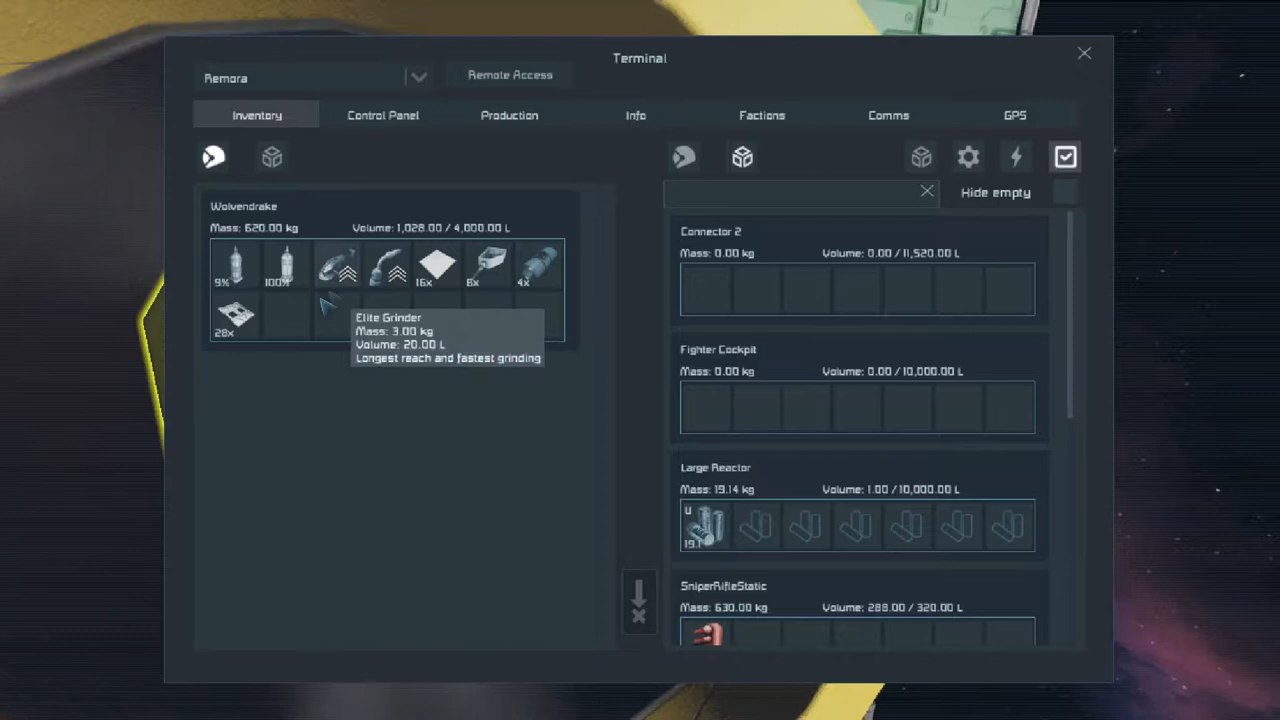 Terminal
Remora
Remote Access
Inventory
Control Panel
Production
Info
Factions
Comms
GPS
Hide empty
Wolvendrake
Mass: 620.00 kg
Volume: 1,028.00 / 4,000.00 L
9%
100%
16x
8x
4x
28x
Elite Grinder
Mass: 3.00 kg
Volume: 20.00 L
Longest reach and fastest grinding
Connector 2
Mass: 0.00 kg
Volume: 0.00 / 11,520.00 L
Fighter Cockpit
Mass: 0.00 kg
Volume: 0.00 / 10,000.00 L
Large Reactor
Mass: 19.14 kg
Volume: 1.00 / 10,000.00 L
U
19.1
SniperRifleStatic
Mass: 630.00 kg
Volume: 288.00 / 320.00 L